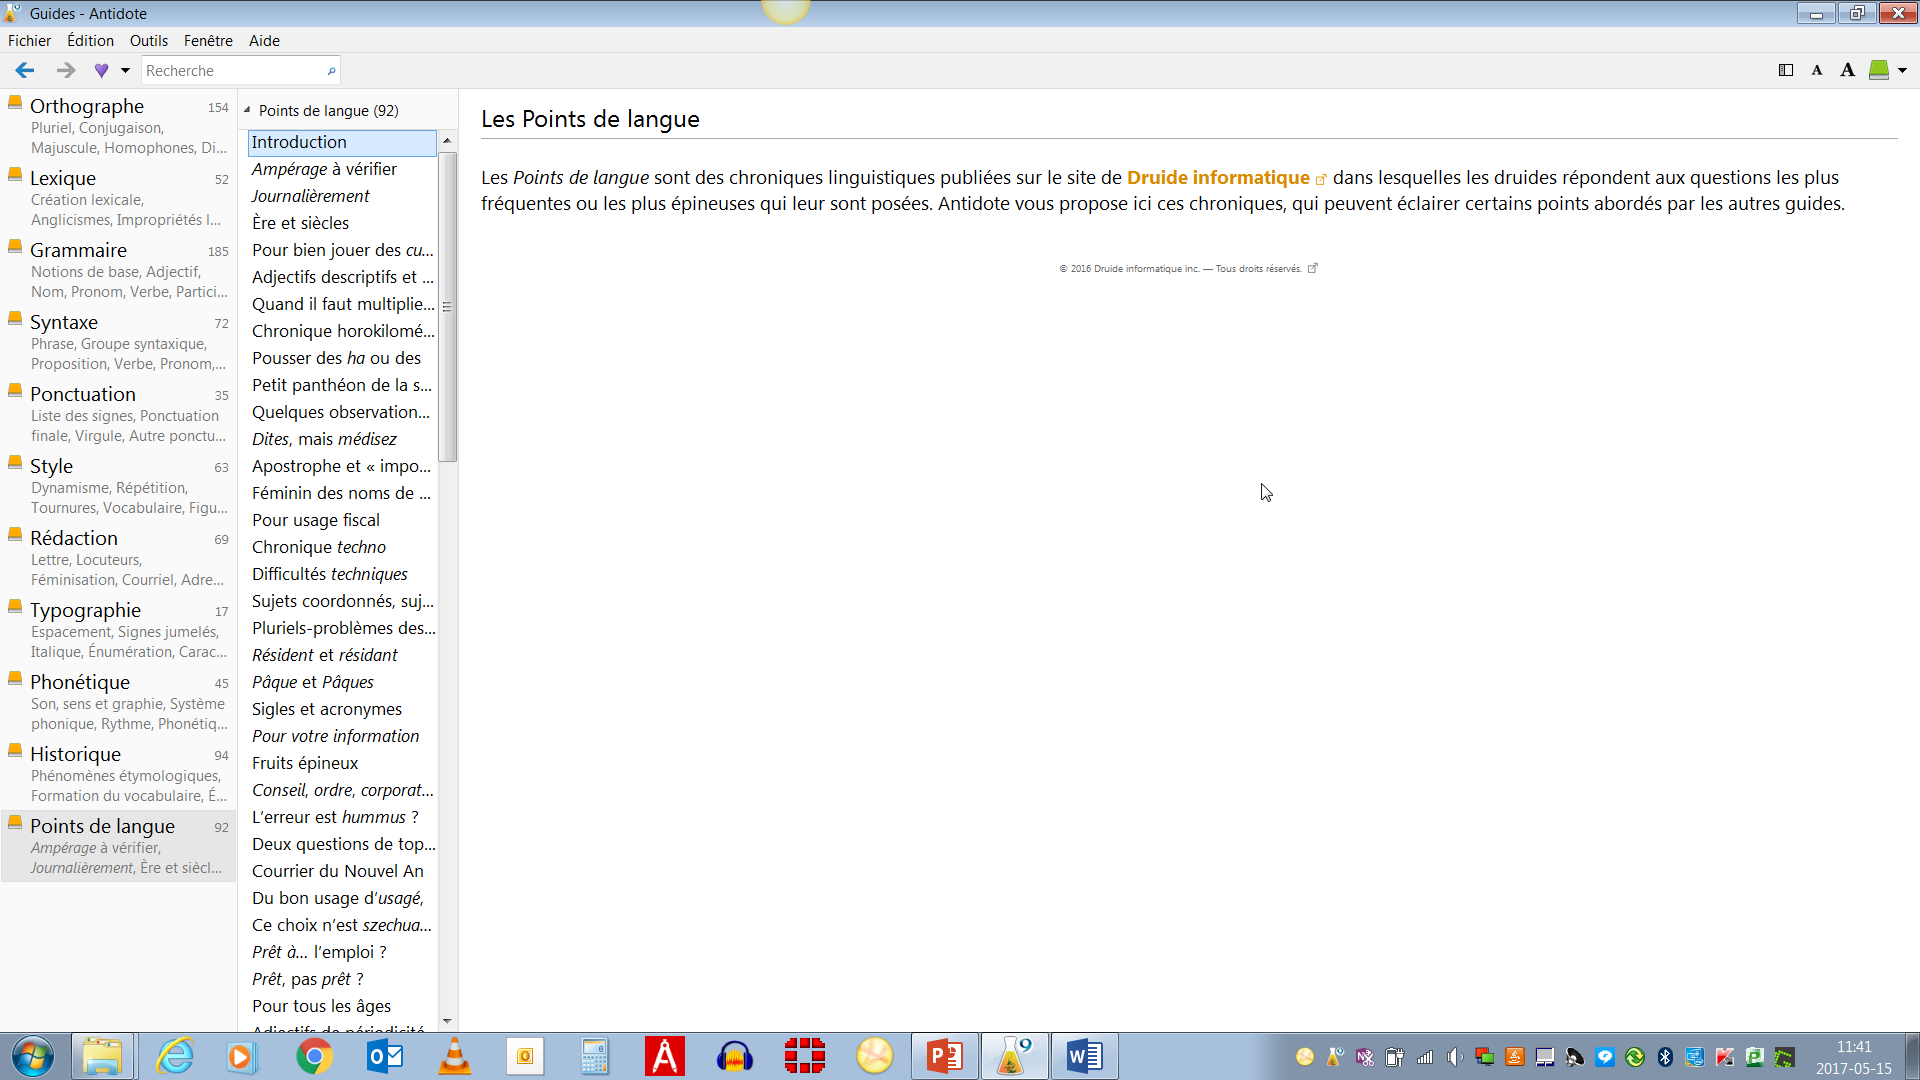 Guides - Antidote
Fichier Édition Outils Fenêtre Aide
Recherche
A A
Orthographe 154
Pluriel, Conjugaison,
Majuscule, Homophones, Di...
Lexique 52
Création lexicale,
Anglicismes, Impropriétés l...
Grammaire 185
Notions de base, Adjectif,
Nom, Pronom, Verbe, Partici...
Syntaxe 72
Phrase, Groupe syntaxique,
Proposition, Verbe, Pronom,...
Ponctuation 35
Liste des signes, Ponctuation
finale, Virgule, Autre ponctu...
Style 63
Dynamisme, Répétition,
Tournures, Vocabulaire, Figu...
Rédaction 69
Lettre, Locuteurs,
Féminisation, Courriel, Adre...
Typographie 17
Espacement, Signes jumelés,
Italique, Énumération, Carac...
Phonétique 45
Son, sens et graphie, Système
phonique, Rythme, Phonétiq...
Historique 94
Phénomènes étymologiques,
Formation du vocabulaire, É...
Points de langue 92
Ampérage à vérifier,
Journalièrement, Ère et siècl...
Points de langue (92)
Introduction
Ampérage à vérifier
Journalièrement
Ère et siècles
Pour bien jouer des cu...
Adjectifs descriptifs et ...
Quand il faut multiplie...
Chronique horokilomé...
Pousser des ha ou des
Petit panthéon de la s...
Quelques observation...
Dites, mais médisez
Apostrophe et « impo...
Féminin des noms de ...
Pour usage fiscal
Chronique techno
Difficultés techniques
Sujets coordonnés, suj...
Pluriels-problèmes des...
Résident et résidant
Pâque et Pâques
Sigles et acronymes
Pour votre information
Fruits épineux
Conseil, ordre, corporat...
L'erreur est hummus ?
Deux questions de top...
Courrier du Nouvel An
Du bon usage d'usagé,
Ce choix n'est szechua...
Prêt à... l'emploi ?
Prêt, pas prêt ?
Pour tous les âges
Adjectifs de périodicité
Les Points de langue
Les Points de langue sont des chroniques linguistiques publiées sur le site de Druide informatique dans lesquelles les druides répondent aux questions les plus
fréquentes ou les plus épineuses qui leur sont posées. Antidote vous propose ici ces chroniques, qui peuvent éclairer certains points abordés par les autres guides.
© 2016 Druide informatique inc. — Tous droits réservés.
11:41
2017-05-15